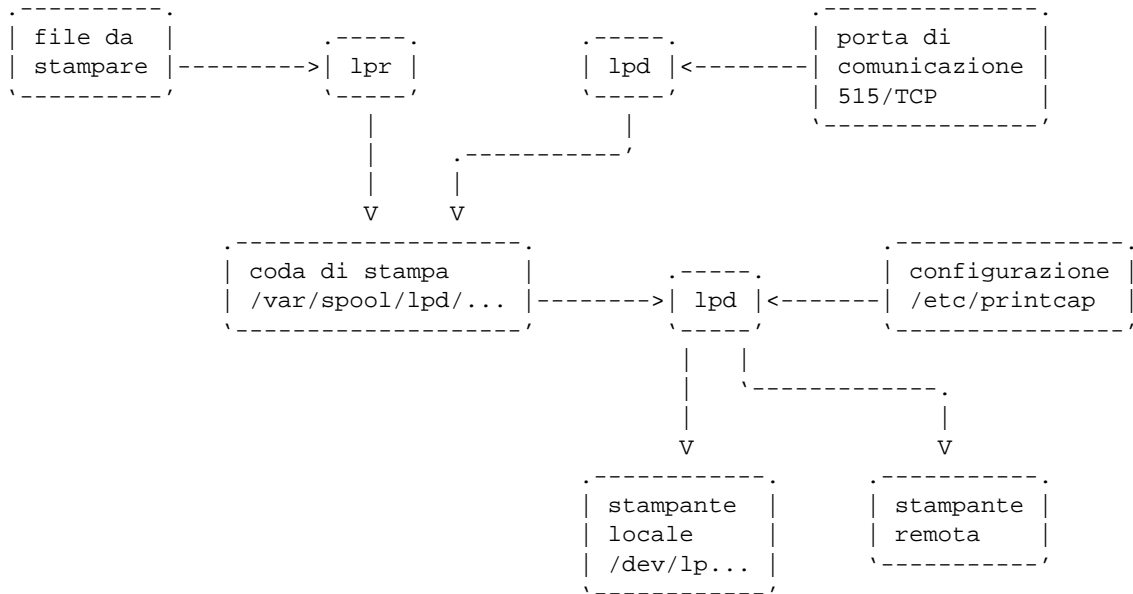 file da
stampare
lpr
lpd
porta di
comunicazione
515/TCP
coda di stampa
/var/spool/lpd/...
lpd
configurazione
/etc/printcap
stampante
locale
/dev/lp...
stampante
remota